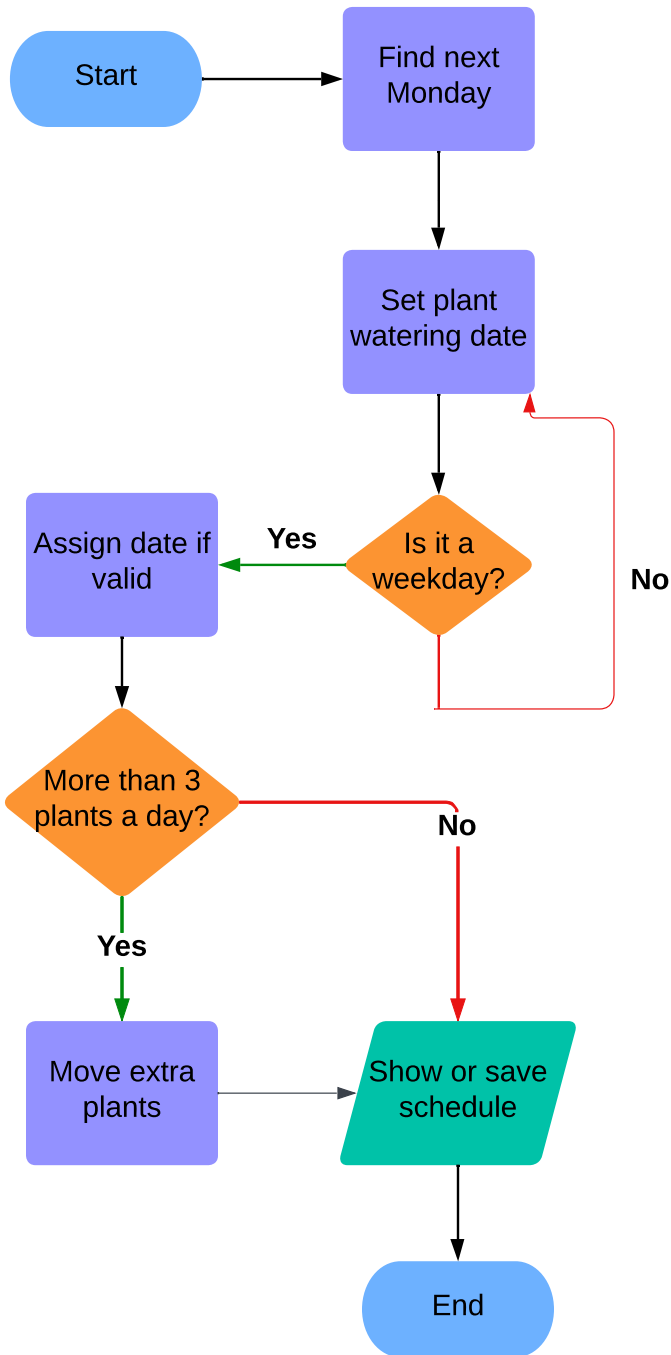 Start
Find next
Monday
Set plant
watering date
Is it a
weekday?
Yes
No
Assign date if
valid
More than 3
plants a day?
No
Yes
Move extra
plants
Show or save
schedule
End